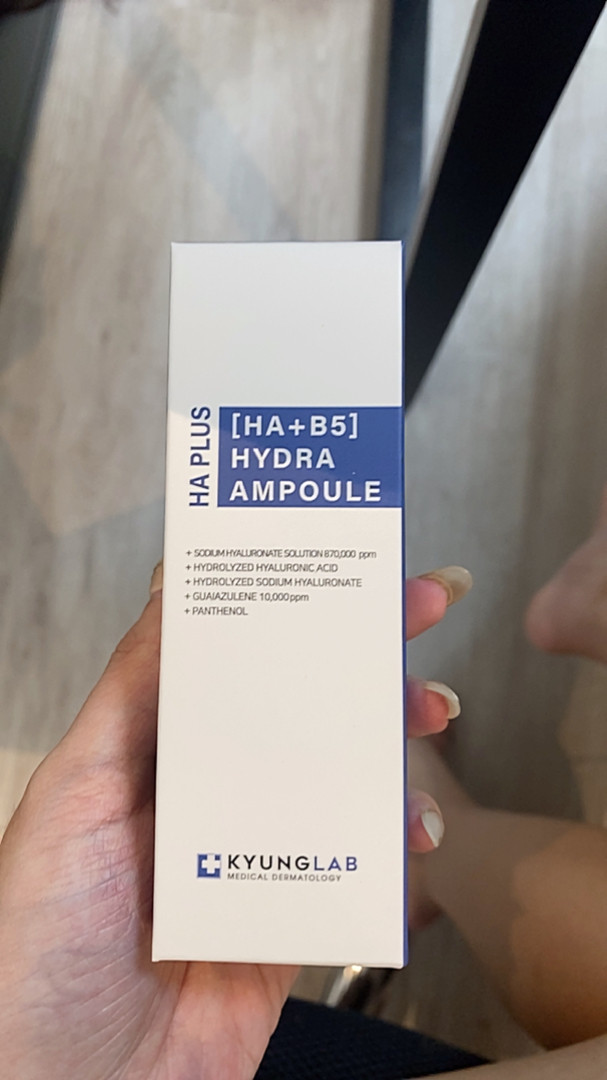 HA PLUS
[HA+B5]
HYDRA
AMPOULE
+ SODIUM HYALURONATE SOLUTION 870,000 ppm
+ HYDROLYZED HYALURONIC ACID
+ HYDROLYZED SODIUM HYALURONATE
+ GUAIAZULENE 10,000ppm
+ PANTHENOL
KYUNGLAB
MEDICAL DERMATOLOGY